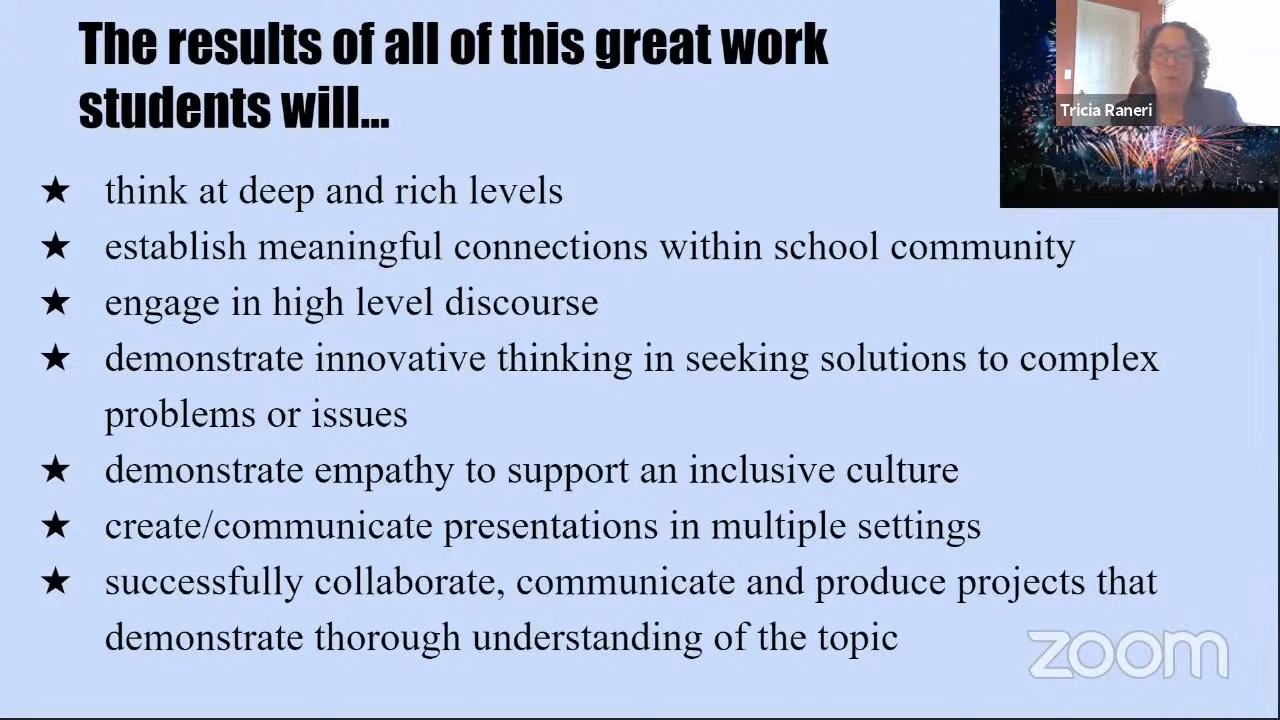 The results of all of this great work
students will...
Tricia Raneri
★ think at deep and rich levels
★ establish meaningful connections within school community
★ engage in high level discourse
★ demonstrate innovative thinking in seeking solutions to complex
problems or issues
★ demonstrate empathy to support an inclusive culture
★ create/communicate presentations in multiple settings
★ successfully collaborate, communicate and produce projects that
demonstrate thorough understanding of the topic
zoom